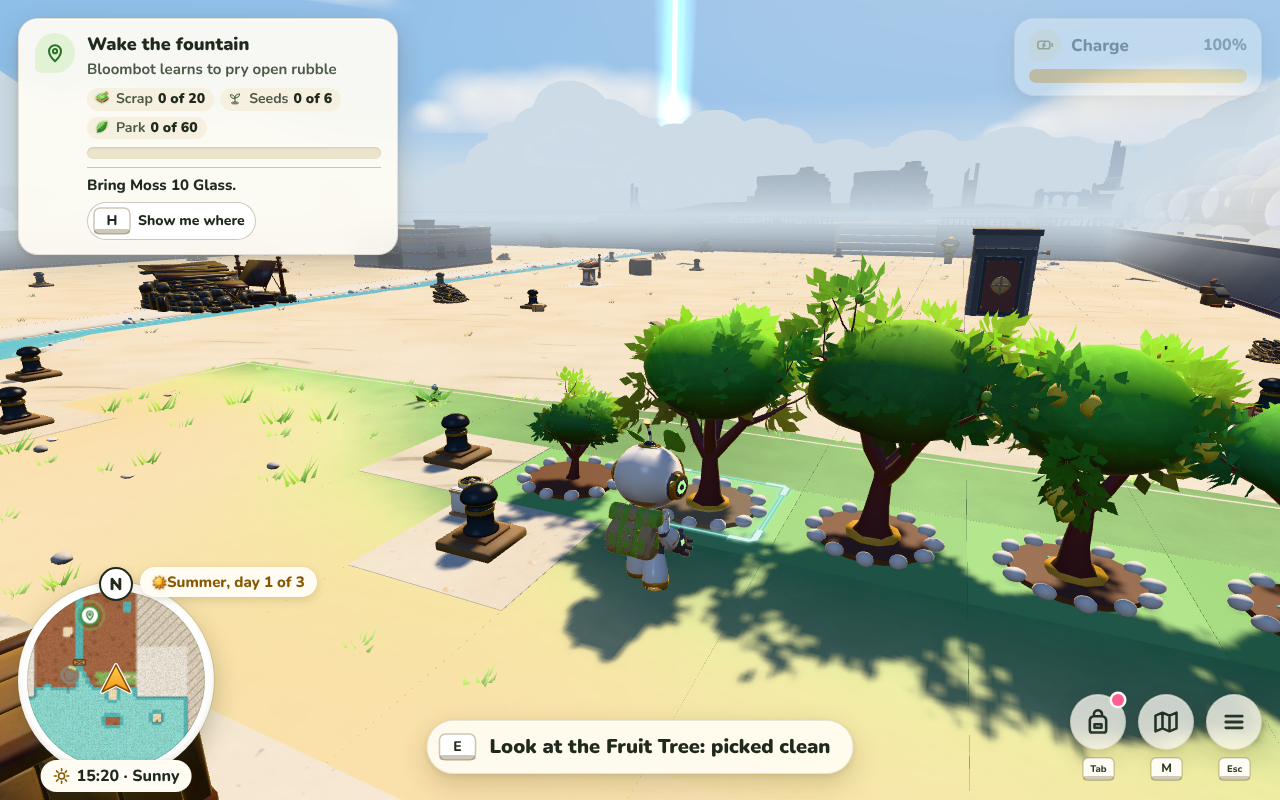 Wake the fountain
Bloombot learns to pry open rubble
Scrap 0 of 20 Seeds 0 of 6
Park 0 of 60
Bring Moss 10 Glass.
H Show me where
Charge 100%
N
Summer, day 1 of 3
15:20 · Sunny
E Look at the Fruit Tree: picked clean
Tab M Esc